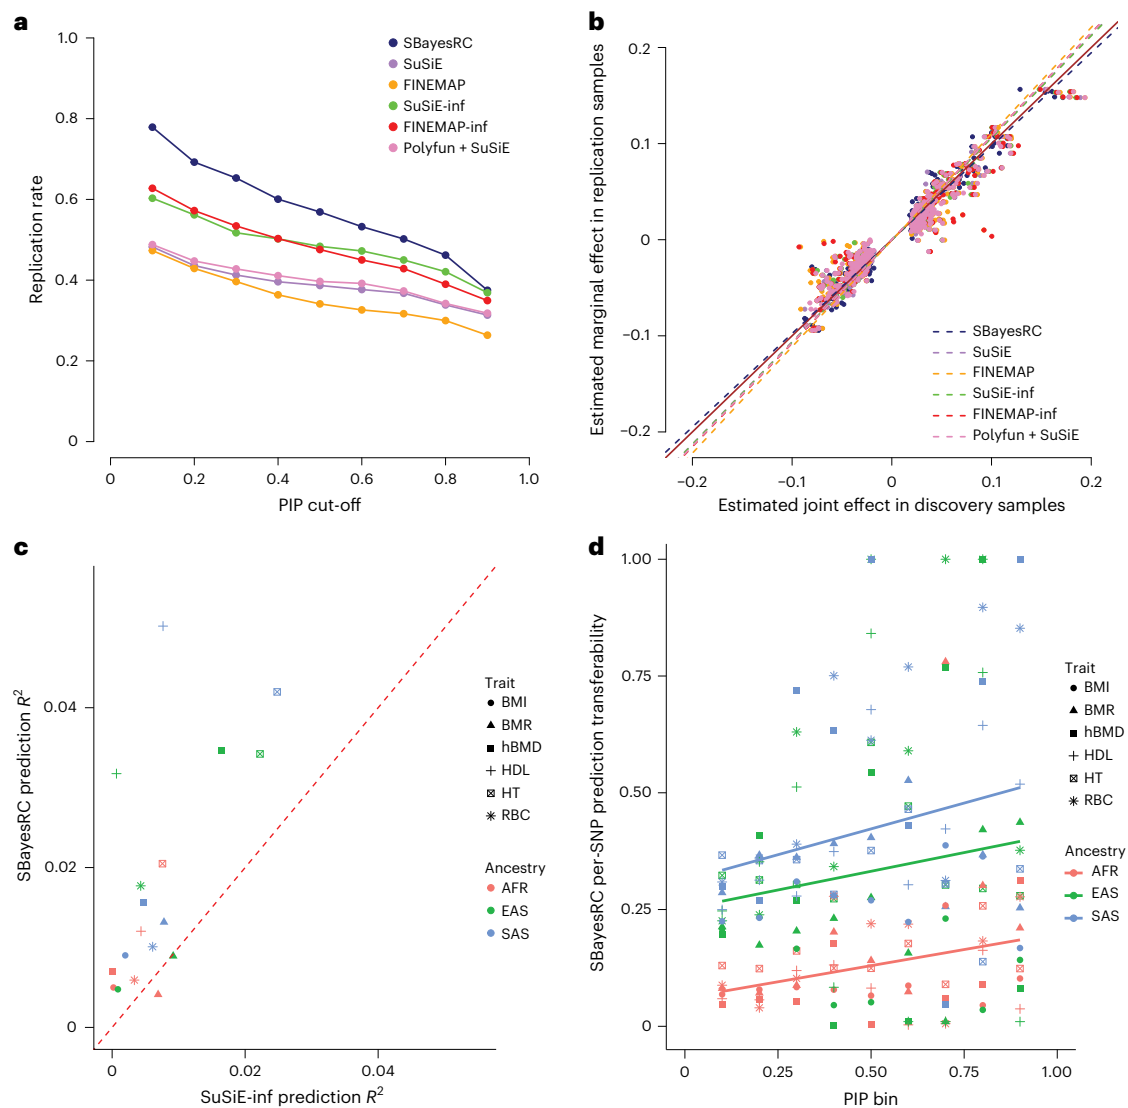 a
1.0
0.8
0.6
0.4
0.2
0
Replication rate
SBayesRC
SuSiE
FINEMAP
SuSiE-inf
FINEMAP-inf
Polyfun + SuSiE
0 0.2 0.4 0.6 0.8 1.0
PIP cut-off
b
0.2
0.1
0
−0.1
−0.2
Estimated marginal effect in replication samples
SBayesRC
SuSiE
FINEMAP
SuSiE-inf
FINEMAP-inf
Polyfun + SuSiE
−0.2 −0.1 0 0.1 0.2
Estimated joint effect in discovery samples
c
0.04
0.02
0
SBayesRC prediction R²
Trait
BMI
BMR
hBMD
HDL
HT
RBC
Ancestry
AFR
EAS
SAS
0 0.02 0.04
SuSiE-inf prediction R²
d
1.00
0.75
0.50
0.25
0
SBayesRC per-SNP prediction transferability
Trait
BMI
BMR
hBMD
HDL
HT
RBC
Ancestry
AFR
EAS
SAS
0 0.25 0.50 0.75 1.00
PIP bin